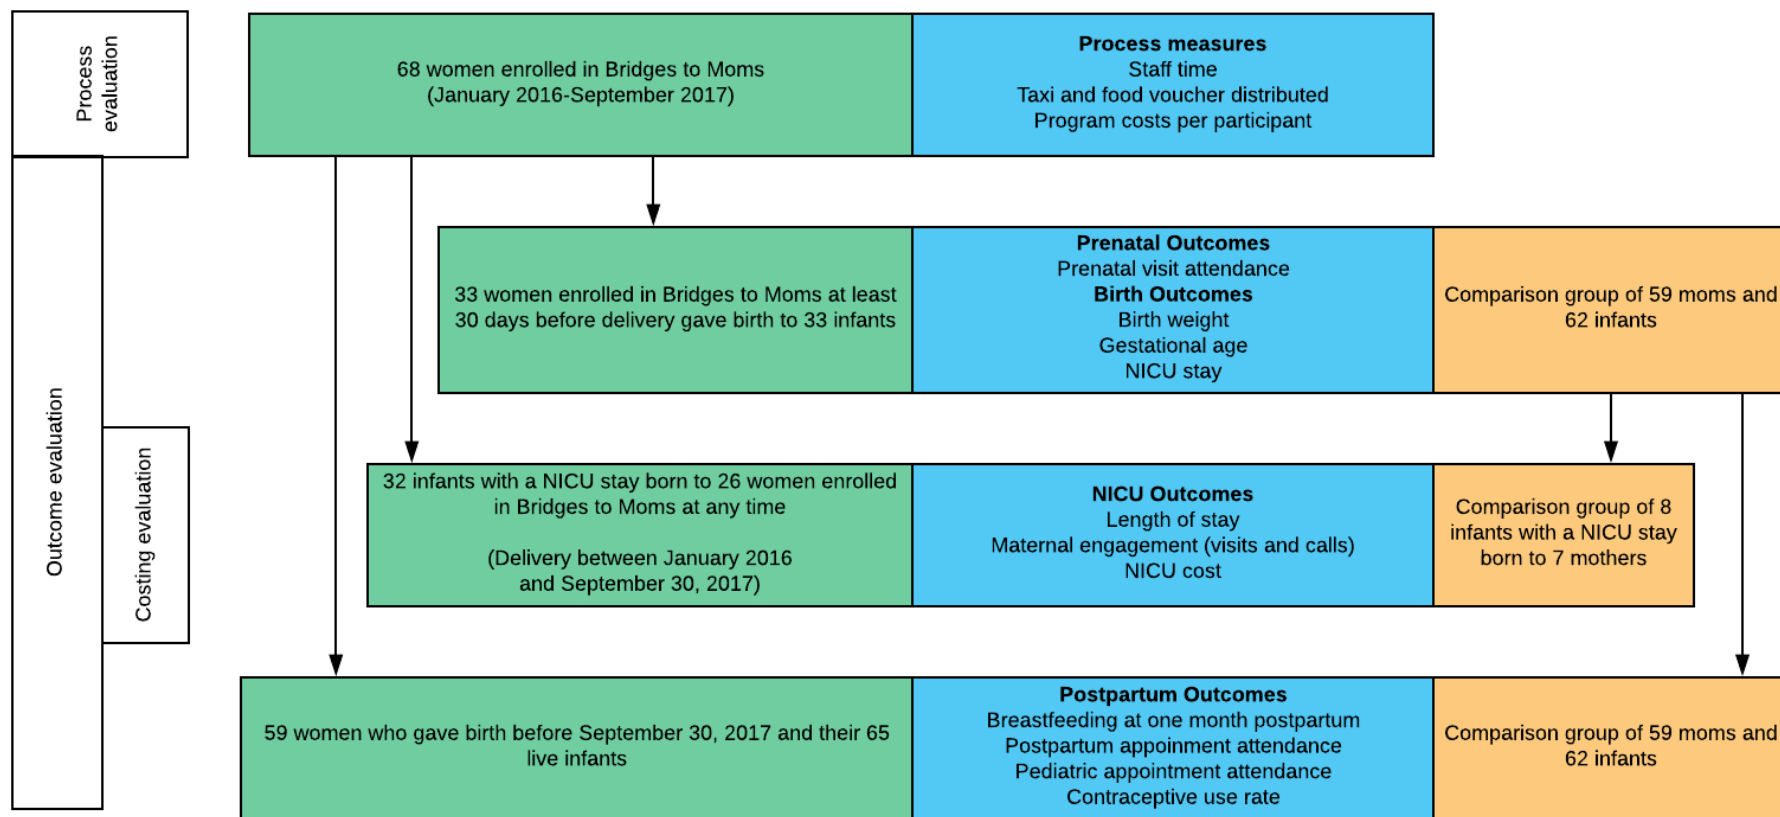 Process
evaluation
68 women enrolled in Bridges to Moms
(January 2016-September 2017)
Process measures
Staff time
Taxi and food voucher distributed
Program costs per participant
Outcome evaluation
33 women enrolled in Bridges to Moms at least
30 days before delivery gave birth to 33 infants
Prenatal Outcomes
Prenatal visit attendance
Birth Outcomes
Birth weight
Gestational age
NICU stay
Comparison group of 59 moms and
62 infants
Costing evaluation
32 infants with a NICU stay born to 26 women enrolled
in Bridges to Moms at any time
(Delivery between January 2016
and September 30, 2017)
NICU Outcomes
Length of stay
Maternal engagement (visits and calls)
NICU cost
Comparison group of 8
infants with a NICU stay
born to 7 mothers
59 women who gave birth before September 30, 2017 and their 65
live infants
Postpartum Outcomes
Breastfeeding at one month postpartum
Postpartum appoinment attendance
Pediatric appointment attendance
Contraceptive use rate
Comparison group of 59 moms and
62 infants